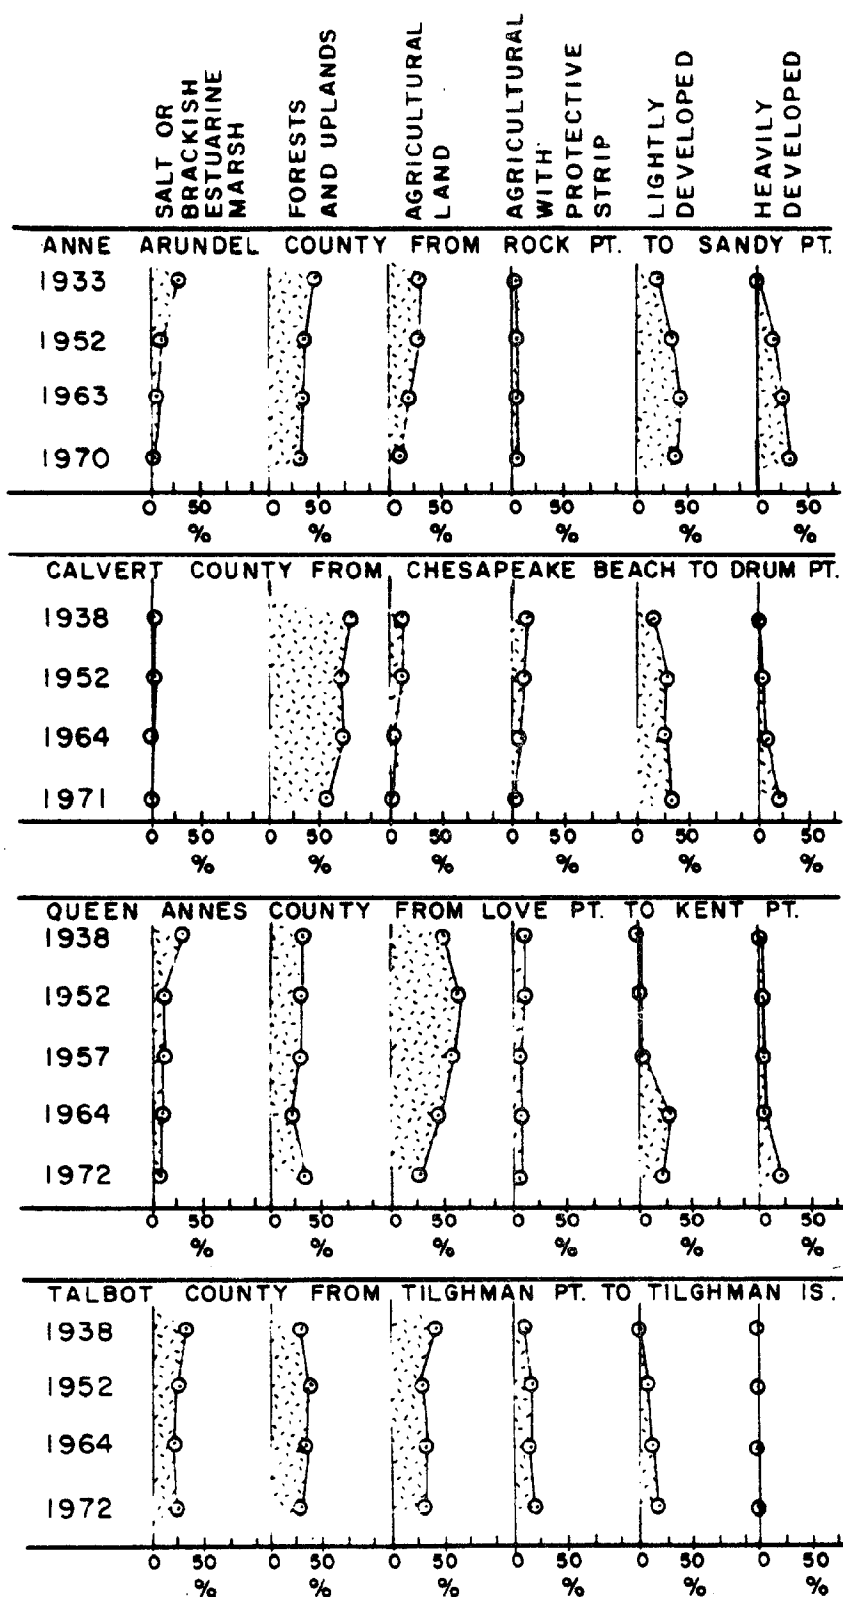 SALT OR
BRACKISH
ESTUARINE
MARSH
FORESTS
AND UPLANDS
AGRICULTURAL
LAND
AGRICULTURAL
WITH
PROTECTIVE
STRIP
LIGHTLY
DEVELOPED
HEAVILY
DEVELOPED
ANNE ARUNDEL COUNTY FROM ROCK PT. TO SANDY PT.
1933
1952
1963
1970
0 50 0 50 0 50 0 50 0 50 0 50
% % % % % %
CALVERT COUNTY FROM CHESAPEAKE BEACH TO DRUM PT.
1938
1952
1964
1971
0 50 0 50 0 50 0 50 0 50 0 50
% % % % % %
QUEEN ANNES COUNTY FROM LOVE PT. TO KENT PT.
1938
1952
1957
1964
1972
0 50 0 50 0 50 0 50 0 50 0 50
% % % % % %
TALBOT COUNTY FROM TILGHMAN PT. TO TILGHMAN IS.
1938
1952
1964
1972
0 50 0 50 0 50 0 50 0 50 0 50
% % % % % %